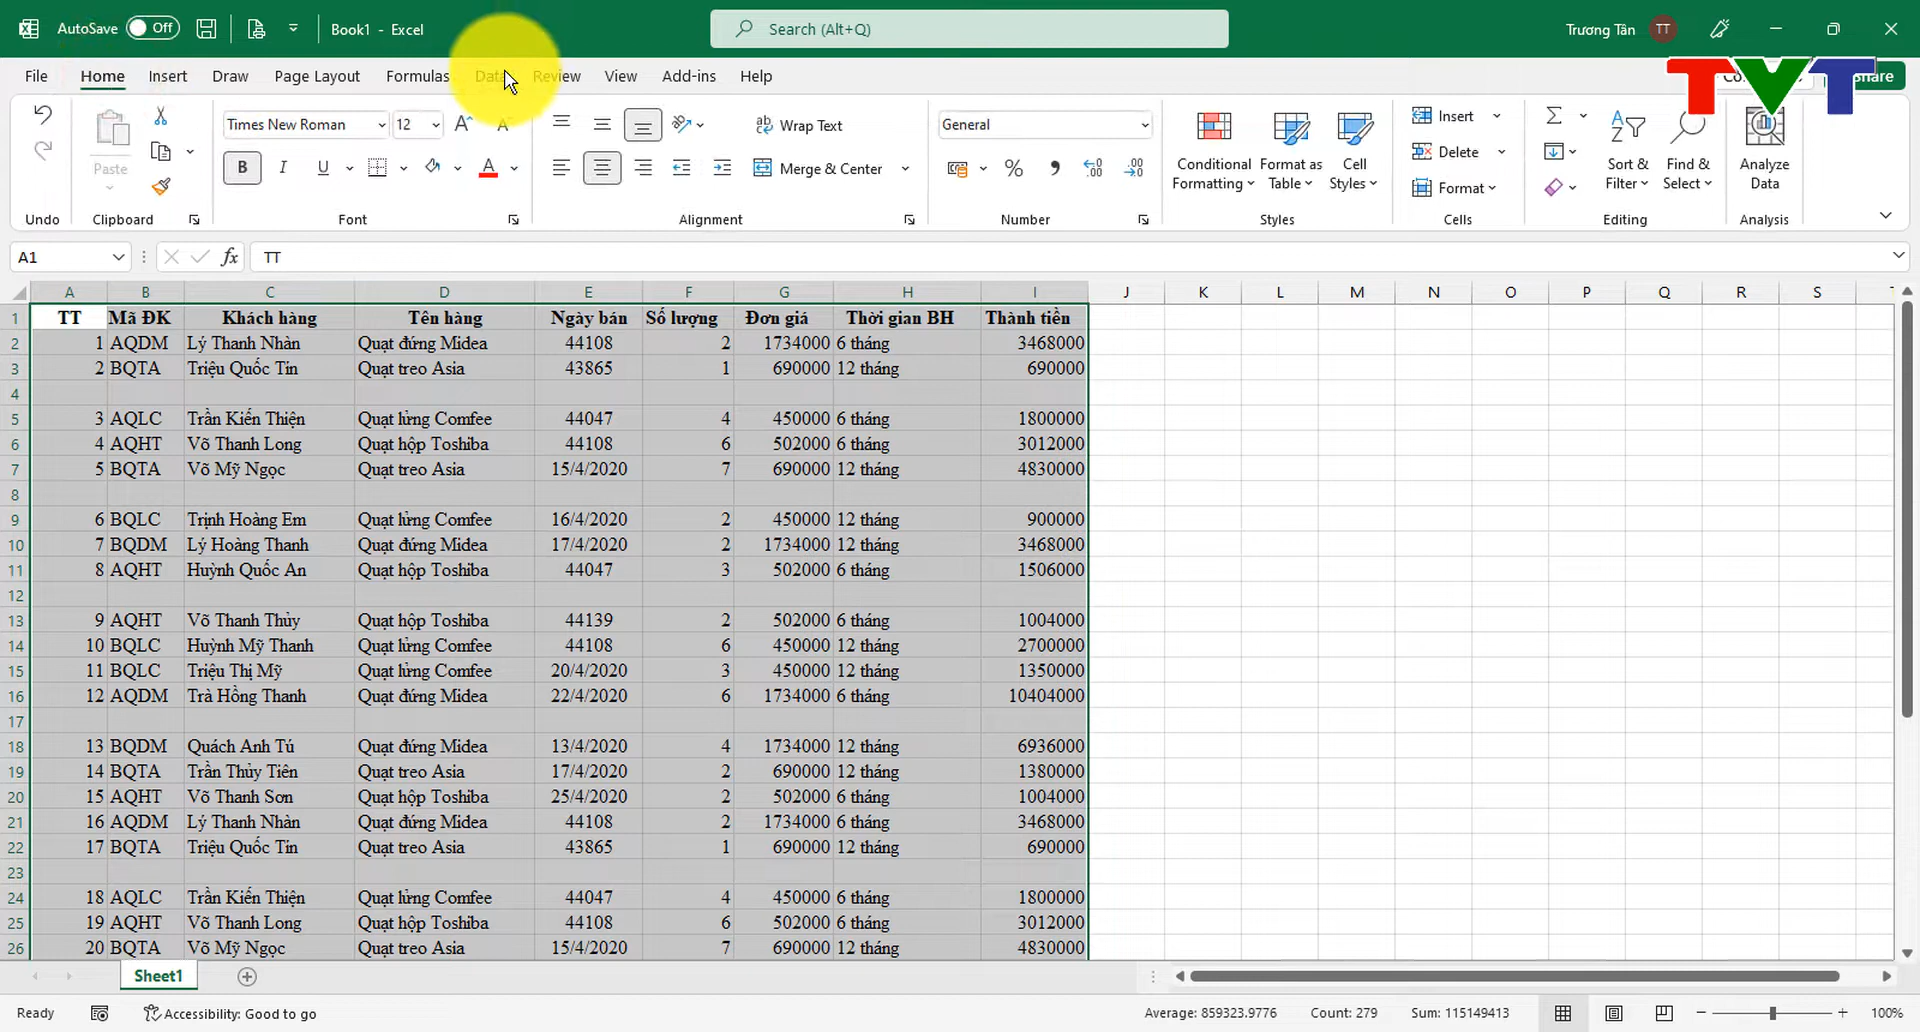 AutoSave Off Book1 - Excel Search (Alt+Q) Trương Tân TT
File Home Insert Draw Page Layout Formulas Data Review View Add-ins Help
TVT
Times New Roman 12 Wrap Text General Insert
Paste B I U A Merge & Center % Conditional Formatting Format as Table Cell Styles Delete Sort & Filter Find & Select Analyze Data
Format
Undo Clipboard Font Alignment Number Styles Cells Editing Analysis
A1 fx TT
A B C D E F G H I J K L M N O P Q R S
1 TT Mã ĐK Khách hàng Tên hàng Ngày bán Số lượng Đơn giá Thời gian BH Thành tiền
2 1 AQDM Lý Thanh Nhàn Quạt đứng Midea 44108 2 1734000 6 tháng 3468000
3 2 BQTA Triệu Quốc Tín Quạt treo Asia 43865 1 690000 12 tháng 690000
4
5 3 AQLC Trần Kiến Thiện Quạt lửng Comfee 44047 4 450000 6 tháng 1800000
6 4 AQHT Võ Thanh Long Quạt hộp Toshiba 44108 6 502000 6 tháng 3012000
7 5 BQTA Võ Mỹ Ngọc Quạt treo Asia 15/4/2020 7 690000 12 tháng 4830000
8
9 6 BQLC Trịnh Hoàng Em Quạt lửng Comfee 16/4/2020 2 450000 12 tháng 900000
10 7 BQDM Lý Hoàng Thanh Quạt đứng Midea 17/4/2020 2 1734000 12 tháng 3468000
11 8 AQHT Huỳnh Quốc An Quạt hộp Toshiba 44047 3 502000 6 tháng 1506000
12
13 9 AQHT Võ Thanh Thủy Quạt hộp Toshiba 44139 2 502000 6 tháng 1004000
14 10 BQLC Huỳnh Mỹ Thanh Quạt lửng Comfee 44108 6 450000 12 tháng 2700000
15 11 BQLC Triệu Thị Mỹ Quạt lửng Comfee 20/4/2020 3 450000 12 tháng 1350000
16 12 AQDM Trà Hồng Thanh Quạt đứng Midea 22/4/2020 6 1734000 6 tháng 10404000
17
18 13 BQDM Quách Anh Tú Quạt đứng Midea 13/4/2020 4 1734000 12 tháng 6936000
19 14 BQTA Trần Thủy Tiên Quạt treo Asia 17/4/2020 2 690000 12 tháng 1380000
20 15 AQHT Võ Thanh Sơn Quạt hộp Toshiba 25/4/2020 2 502000 6 tháng 1004000
21 16 AQDM Lý Thanh Nhàn Quạt đứng Midea 44108 2 1734000 6 tháng 3468000
22 17 BQTA Triệu Quốc Tín Quạt treo Asia 43865 1 690000 12 tháng 690000
23
24 18 AQLC Trần Kiến Thiện Quạt lửng Comfee 44047 4 450000 6 tháng 1800000
25 19 AQHT Võ Thanh Long Quạt hộp Toshiba 44108 6 502000 6 tháng 3012000
26 20 BQTA Võ Mỹ Ngọc Quạt treo Asia 15/4/2020 7 690000 12 tháng 4830000
Sheet1
Ready Accessibility: Good to go Average: 859323.9776 Count: 279 Sum: 115149413 100%